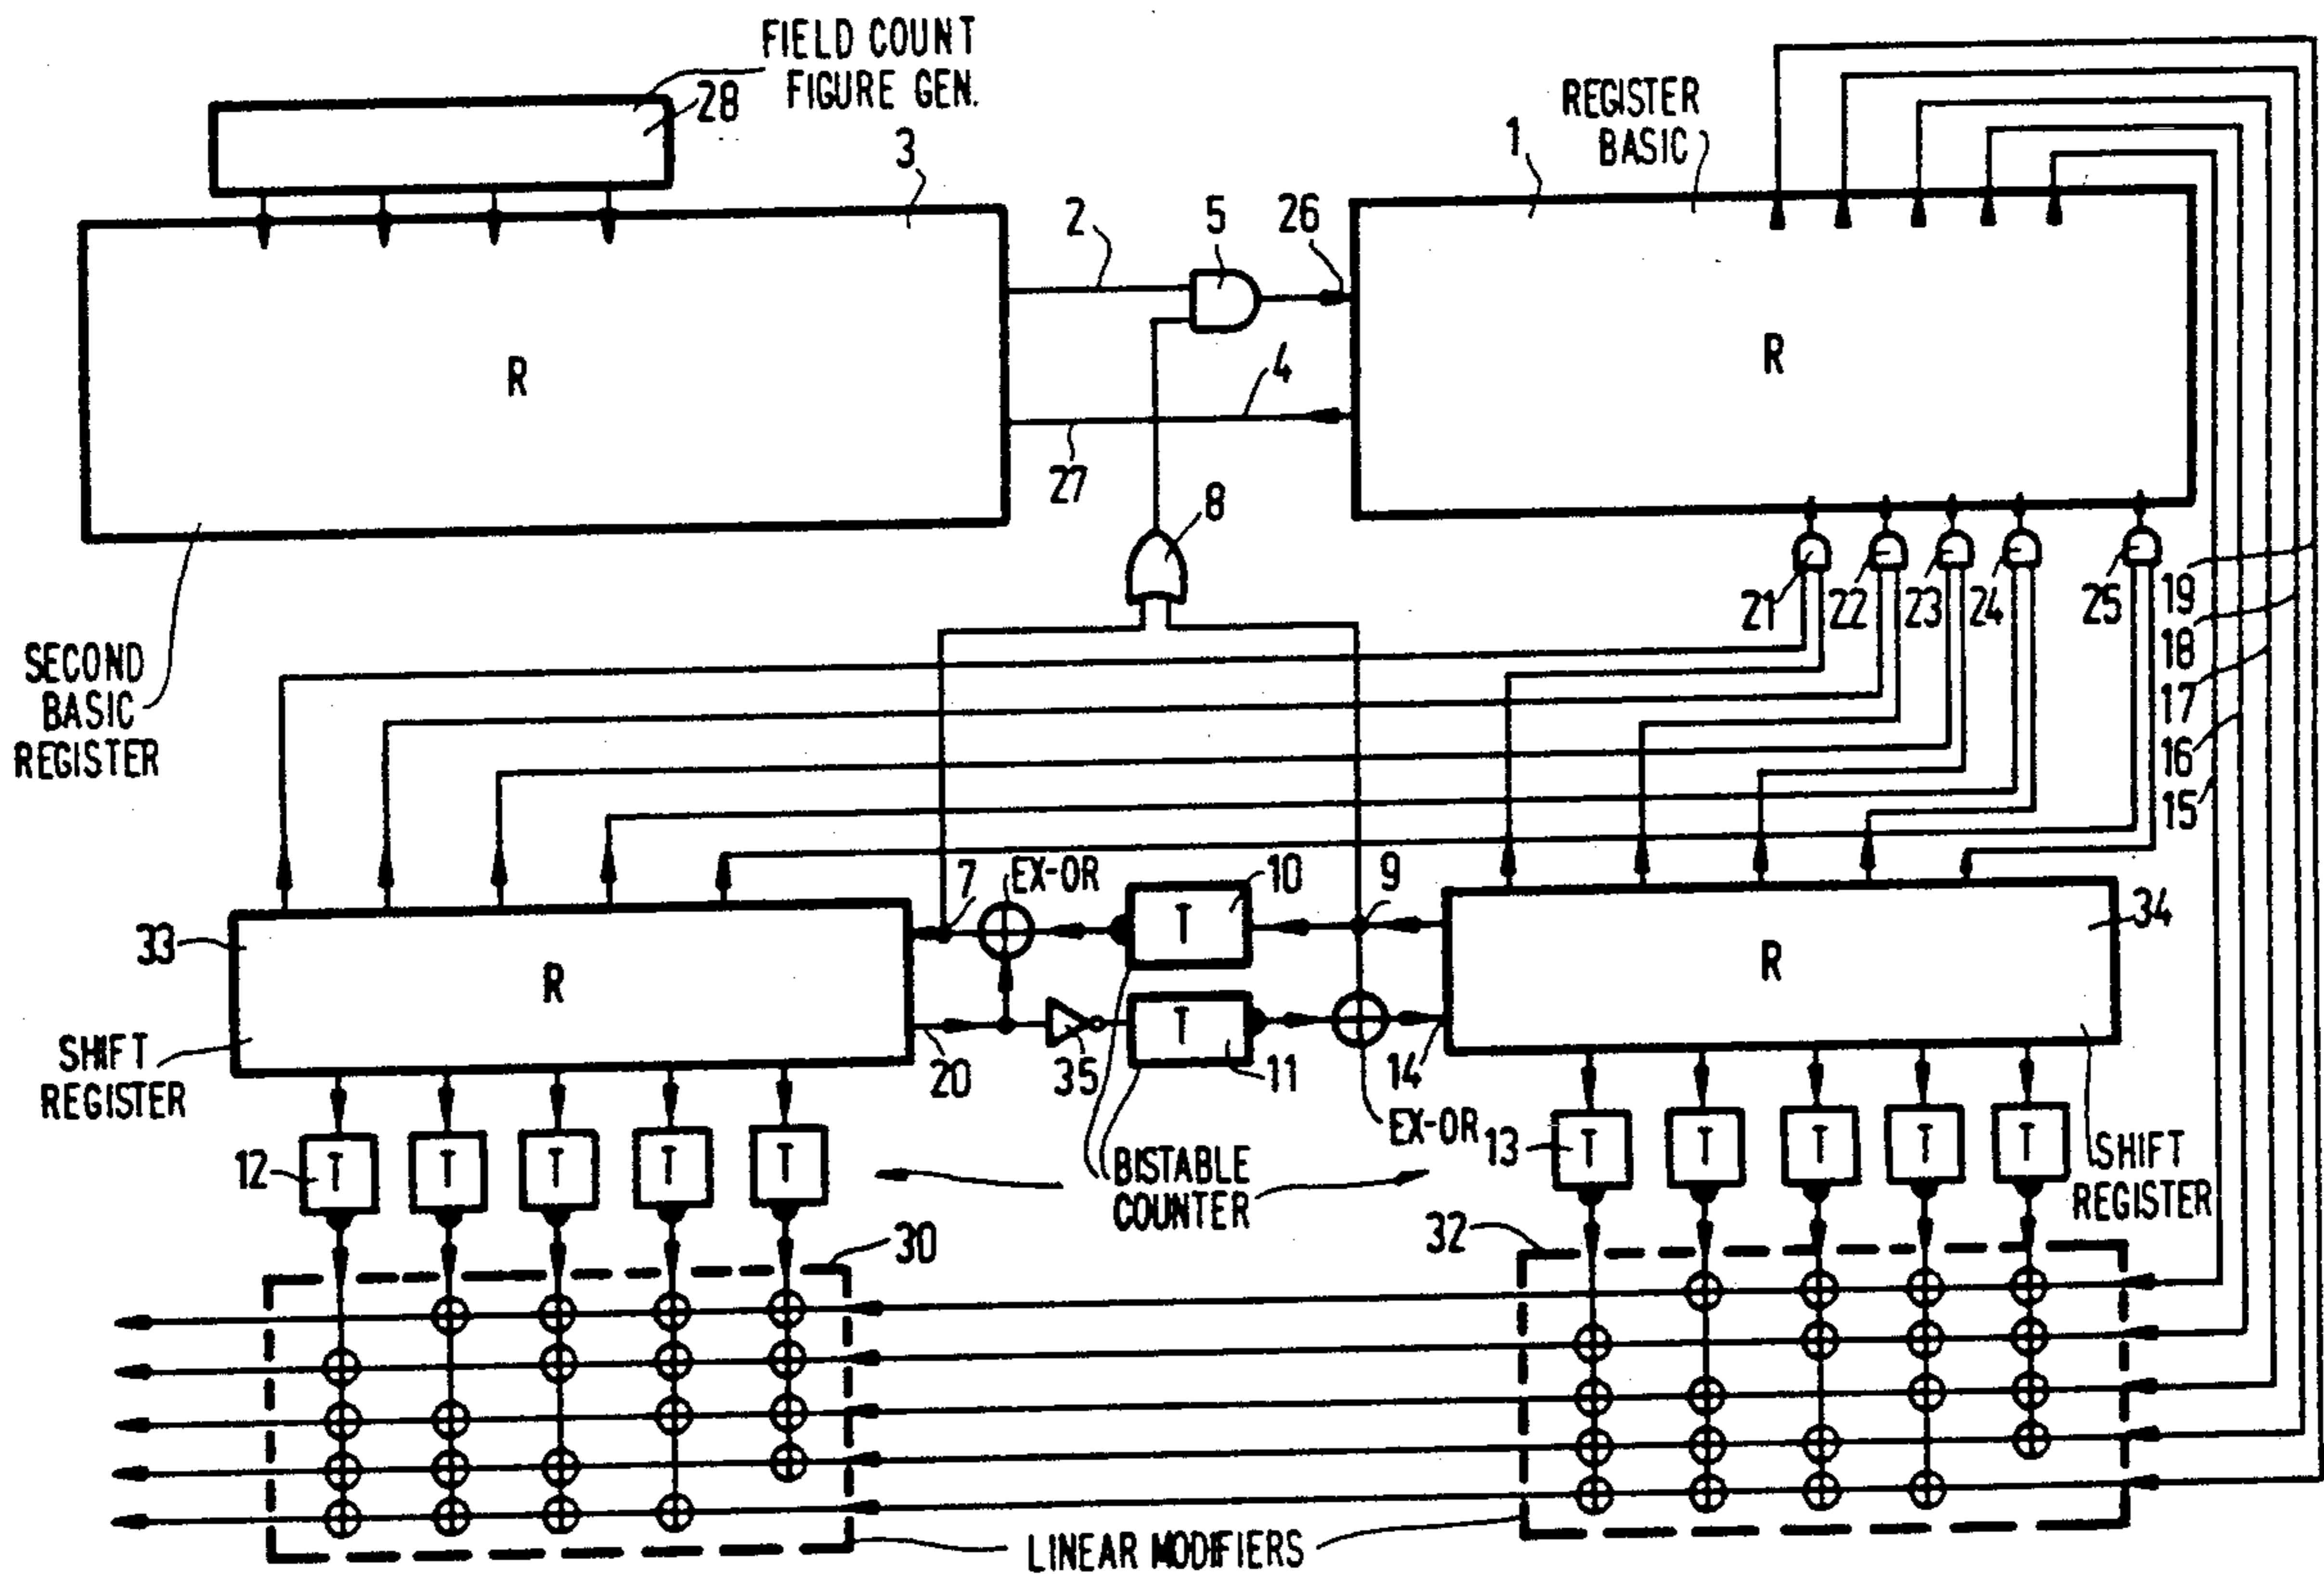 FIELD COUNT
FIGURE GEN.
28
3
REGISTER
BASIC
1
2
5
26
R
R
4
27
8
21
22
23
24
25
19
18
17
16
15
SECOND
BASIC
REGISTER
7
EX-OR
10
9
T
34
33
R
R
T
20
35
11
14
SHIFT
REGISTER
EX-OR
12
T
T
T
T
T
BISTABLE
COUNTER
13
T
T
T
T
T
SHIFT
REGISTER
30
32
LINEAR MODIFIERS